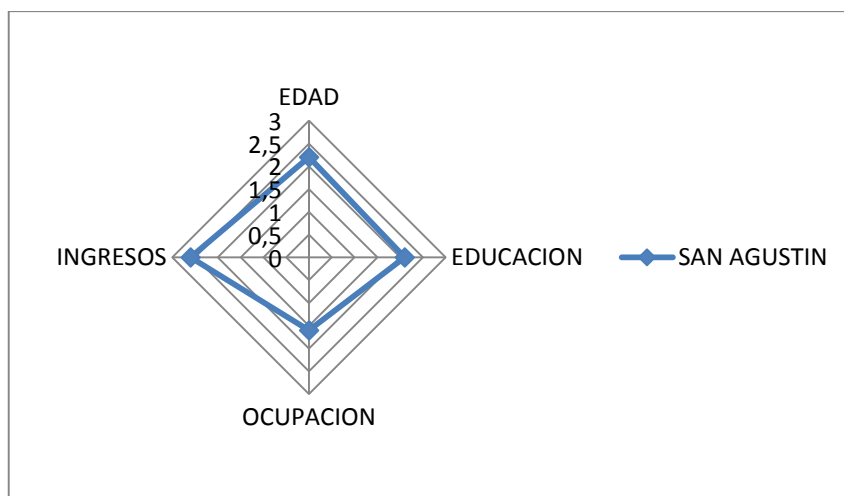 EDAD
3
2,5
2
1,5
1
0,5
0
INGRESOS
EDUCACION
SAN AGUSTIN
OCUPACION